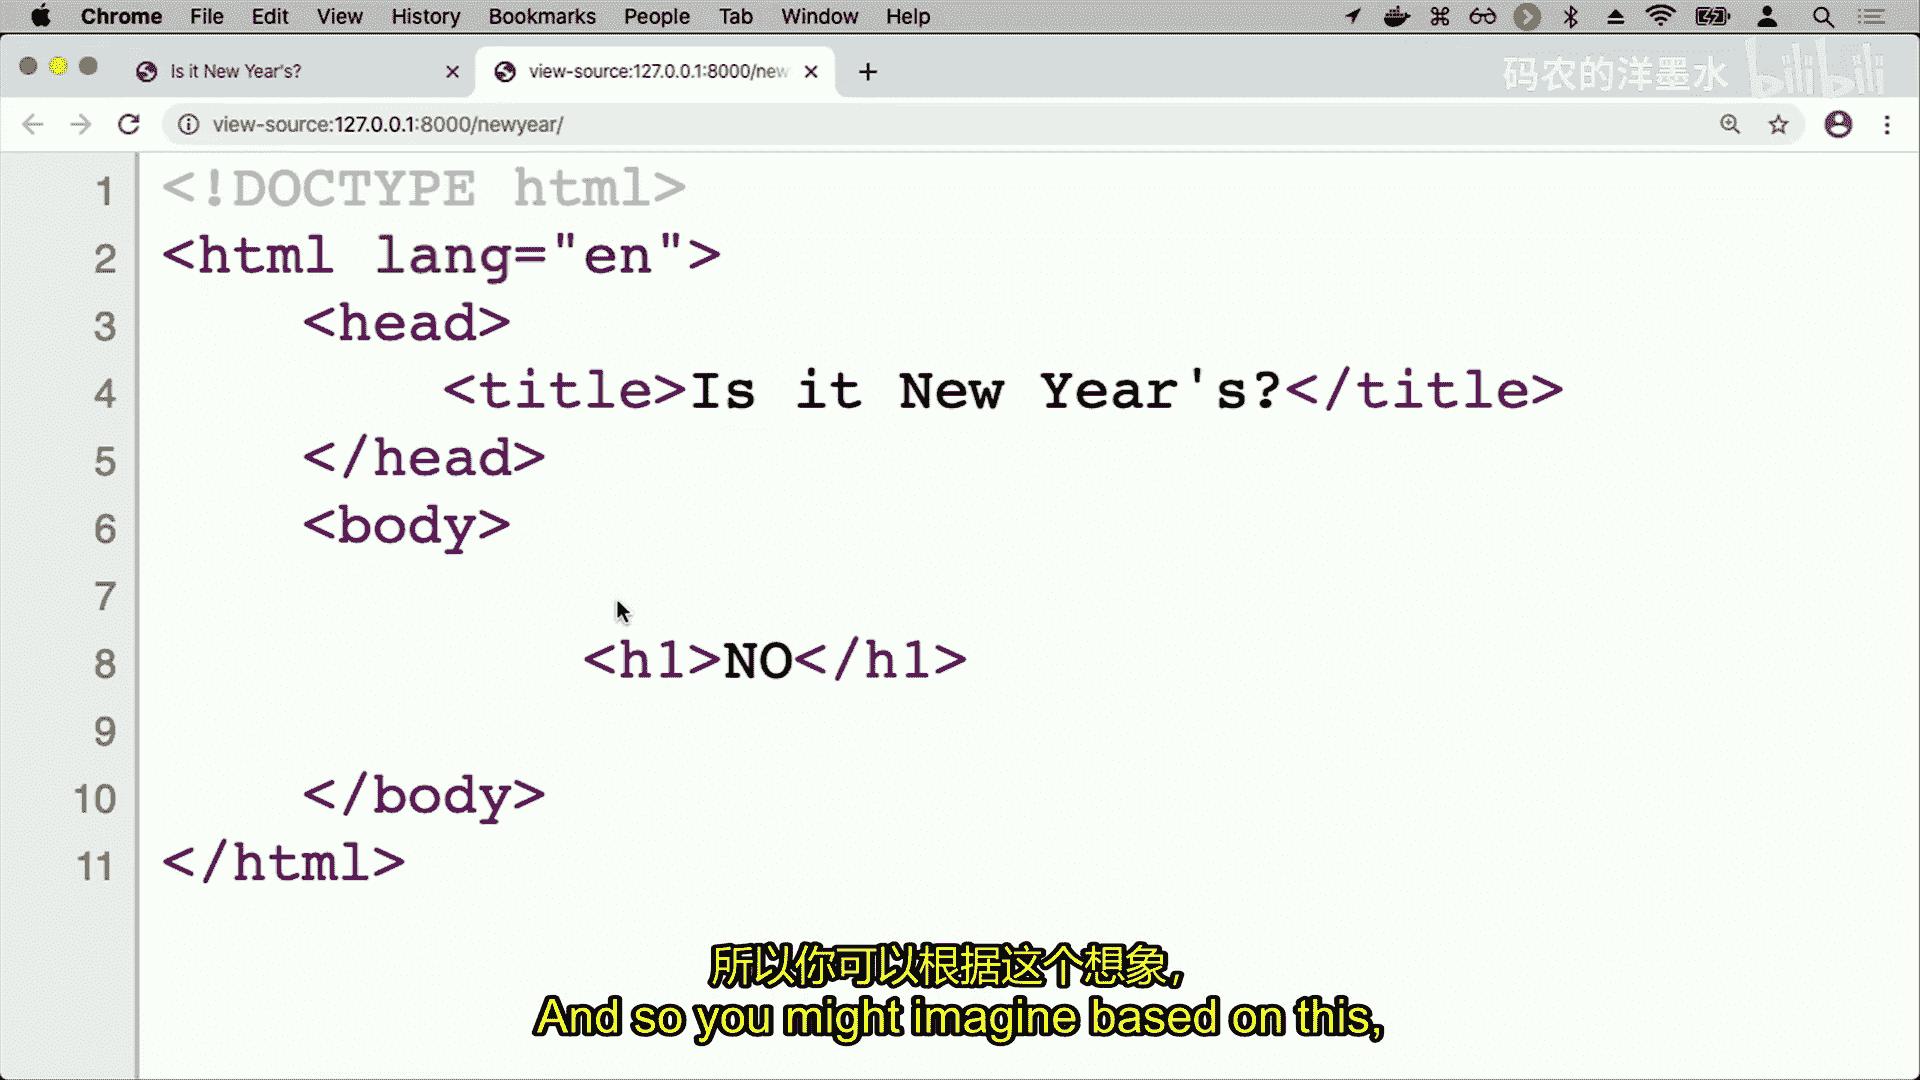 Chrome File Edit View History Bookmarks People Tab Window Help
Is it New Year's?
view-source:127.0.0.1:8000/new
码农的洋墨水 bilibili
view-source:127.0.0.1:8000/newyear/
1 <!DOCTYPE html>
2 <html lang="en">
3 <head>
4 <title>Is it New Year's?</title>
5 </head>
6 <body>
7
8 <h1>NO</h1>
9
10 </body>
11 </html>
所以你可以根据这个想象，
And so you might imagine based on this,